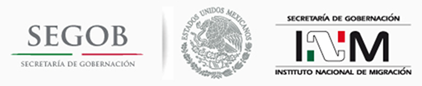 SEGOB
SECRETARÍA DE GOBERNACIÓN
ESTADOS UNIDOS MEXICANOS
SECRETARÍA DE GOBERNACIÓN
INM
INSTITUTO NACIONAL DE MIGRACIÓN